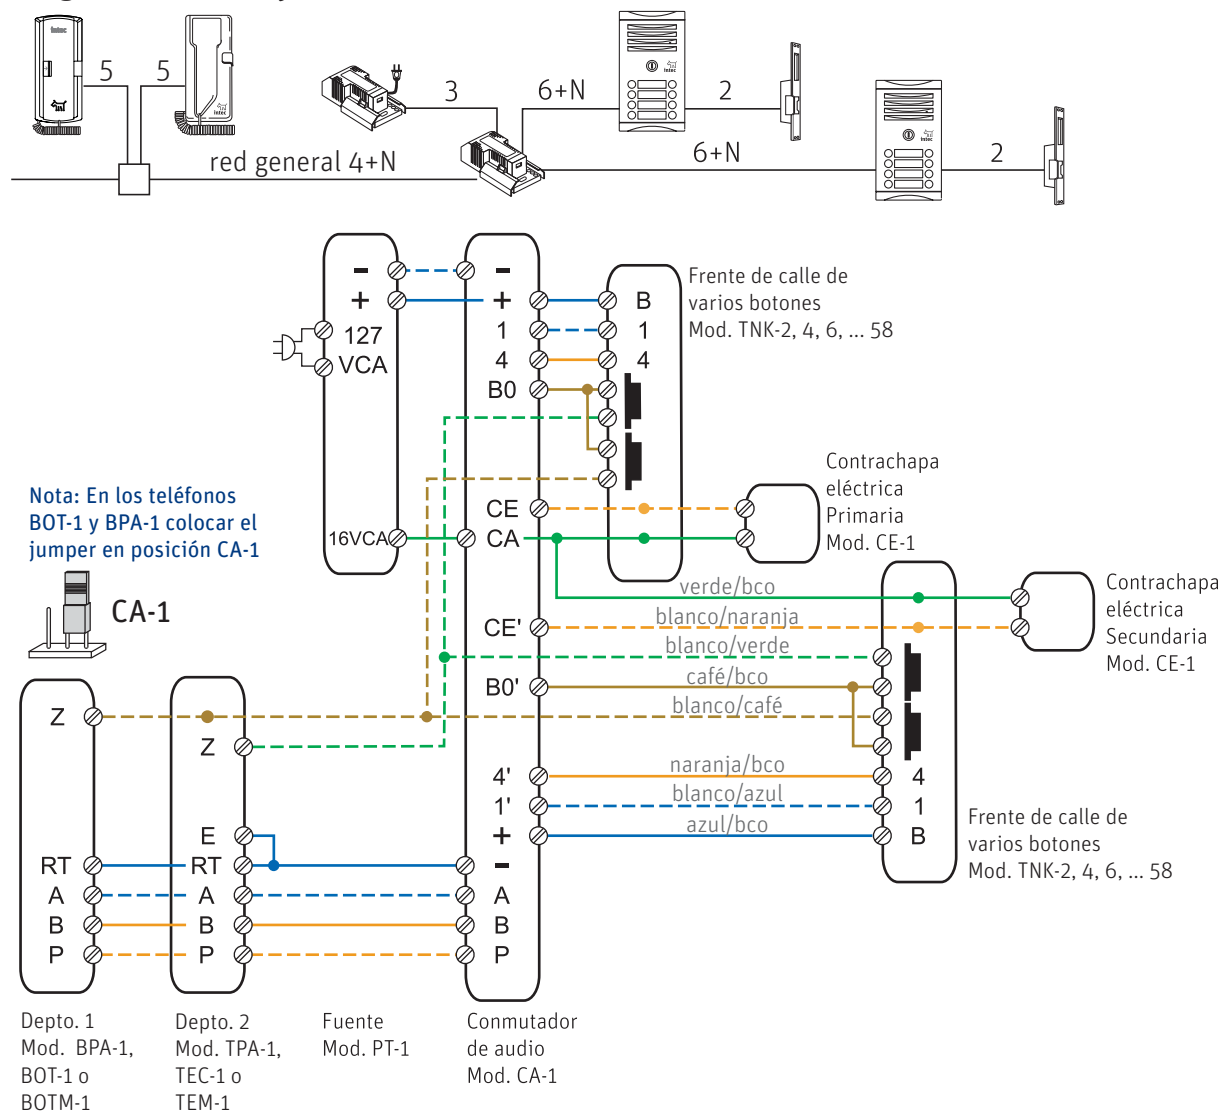 intec
intec
5
5
3
6+N
2
intec
6+N
2
intec
red general 4+N
-
+
127
VCA
16VCA
-
+
1
4
B0
CE
CA
CE'
B0'
4'
1'
+
-
A
B
P
B
1
4
Frente de calle de
varios botones
Mod. TNK-2, 4, 6, ... 58
Contrachapa
eléctrica
Primaria
Mod. CE-1
Nota: En los teléfonos
BOT-1 y BPA-1 colocar el
jumper en posición CA-1
CA-1
verde/bco
blanco/naranja
blanco/verde
café/bco
blanco/café
naranja/bco
blanco/azul
azul/bco
Contrachapa
eléctrica
Secundaria
Mod. CE-1
4
1
B
Frente de calle de
varios botones
Mod. TNK-2, 4, 6, ... 58
Z
RT
A
B
P
Z
E
RT
A
B
P
Depto. 1
Mod. BPA-1,
BOT-1 o
BOTM-1
Depto. 2
Mod. TPA-1,
TEC-1 o
TEM-1
Fuente
Mod. PT-1
Conmutador
de audio
Mod. CA-1